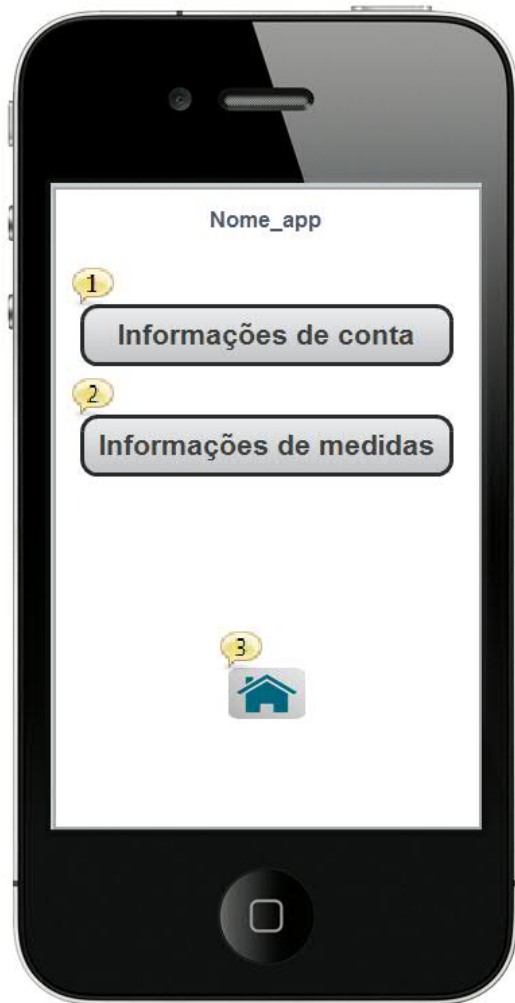 Nome_app
1
Informações de conta
2
Informações de medidas
3